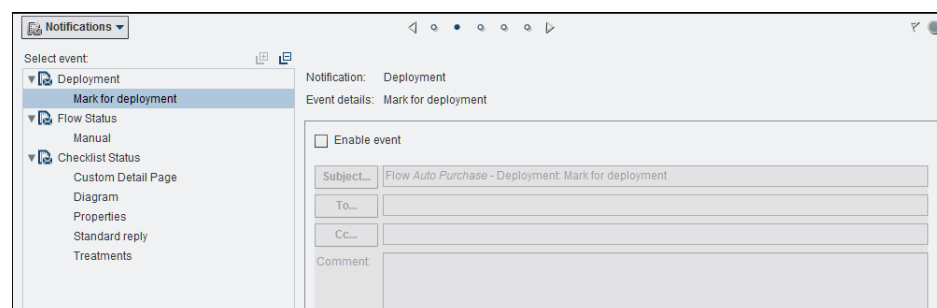 Notifications
Select event:
Deployment
Mark for deployment
Flow Status
Manual
Checklist Status
Custom Detail Page
Diagram
Properties
Standard reply
Treatments
Notification: Deployment
Event details: Mark for deployment
Enable event
Subject... Flow Auto Purchase - Deployment: Mark for deployment
To...
Cc...
Comment: